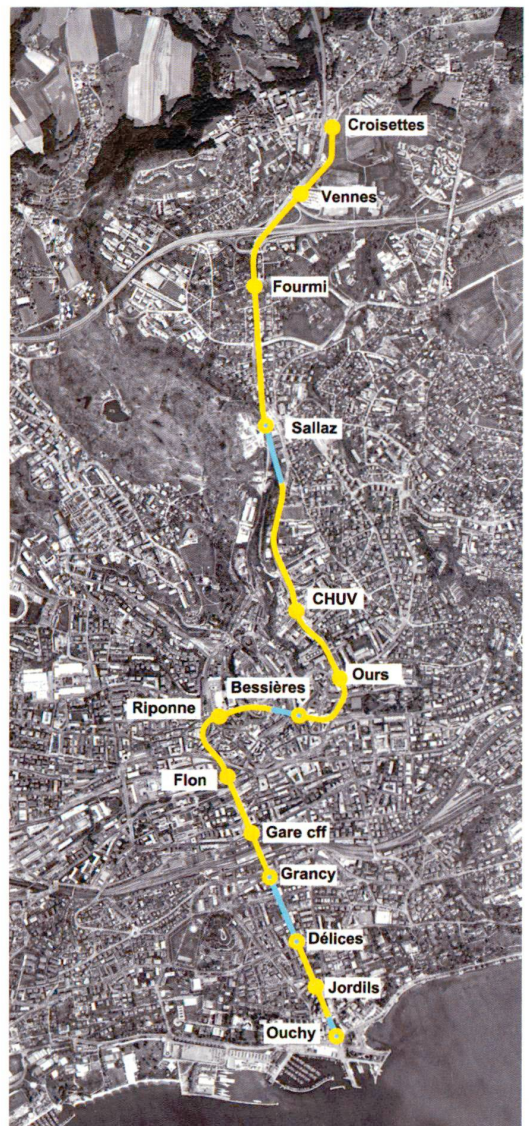 Croisettes
Vennes
Fourmi
Sallaz
CHUV
Ours
Bessières
Riponne
Flon
Gare cff
Grancy
Délices
Jordils
Ouchy